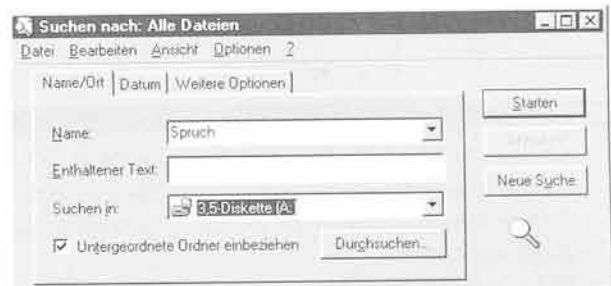 Suchen nach: Alle Dateien
Datei Bearbeiten Ansicht Optionen ?
Name/Ort Datum Weitere Optionen
Name: Spruch
Enthaltener Text:
Suchen in: 3,5-Diskette (A:
Untergeordnete Ordner einbeziehen Durchsuchen...
Starten
Neue Suche